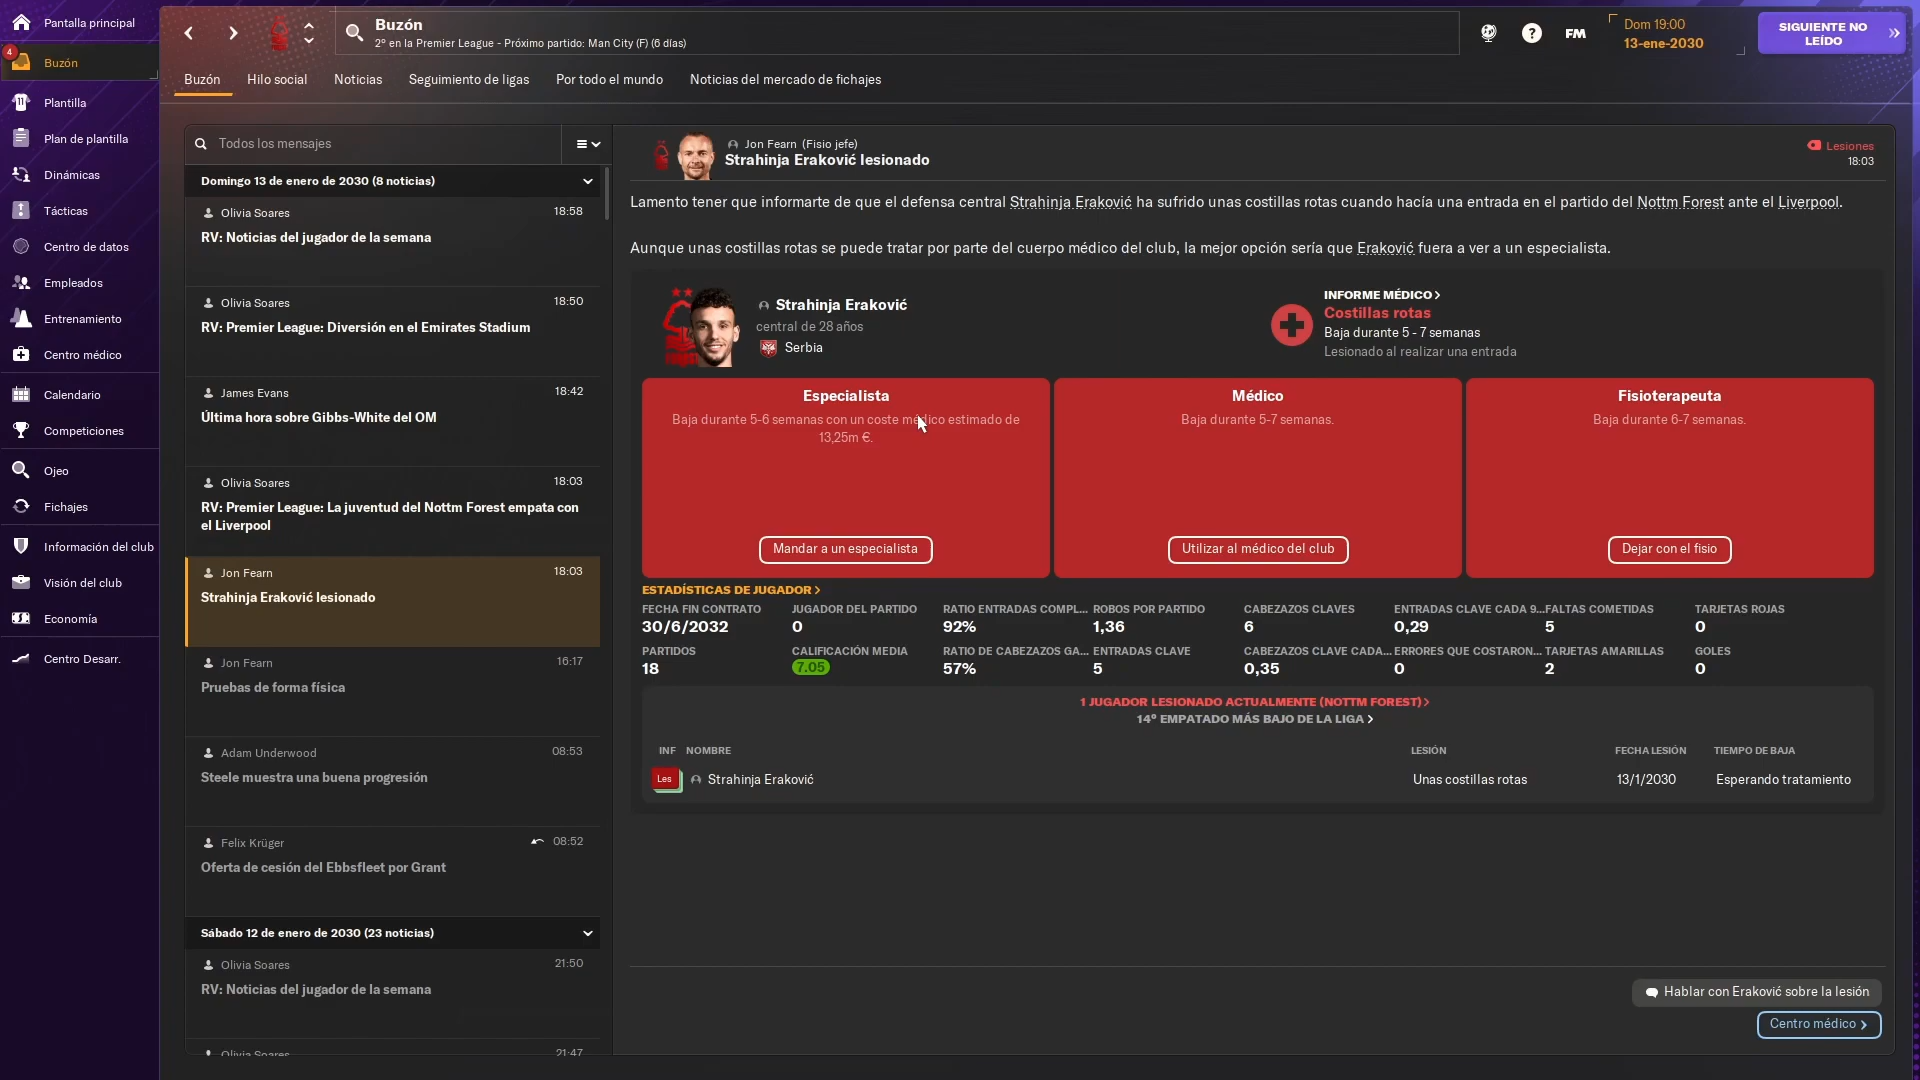 Pantalla principal
4
Buzón
Plantilla
Plan de plantilla
Dinámicas
Tácticas
Centro de datos
Empleados
Entrenamiento
Centro médico
Calendario
Competiciones
Ojeo
Fichajes
Información del club
Visión del club
Economía
Centro Desarr.
Buzón
2º en la Premier League - Próximo partido: Man City (F) (6 días)
FM
Dom 19:00
13-ene-2030
SIGUIENTE NO LEÍDO
Buzón Hilo social Noticias Seguimiento de ligas Por todo el mundo Noticias del mercado de fichajes
Todos los mensajes
Domingo 13 de enero de 2030 (8 noticias)
Olivia Soares 18:58
RV: Noticias del jugador de la semana
Olivia Soares 18:50
RV: Premier League: Diversión en el Emirates Stadium
James Evans 18:42
Última hora sobre Gibbs-White del OM
Olivia Soares 18:03
RV: Premier League: La juventud del Nottm Forest empata con
el Liverpool
Jon Fearn 18:03
Strahinja Eraković lesionado
Jon Fearn 16:17
Pruebas de forma física
Adam Underwood 08:53
Steele muestra una buena progresión
Felix Krüger 08:52
Oferta de cesión del Ebbsfleet por Grant
Sábado 12 de enero de 2030 (23 noticias)
Olivia Soares 21:50
RV: Noticias del jugador de la semana
Olivia Soares 21:47
Jon Fearn (Fisio jefe)
Strahinja Eraković lesionado
Lesiones
18:03
Lamento tener que informarte de que el defensa central Strahinja Eraković ha sufrido unas costillas rotas cuando hacía una entrada en el partido del Nottm Forest ante el Liverpool.
Aunque unas costillas rotas se puede tratar por parte del cuerpo médico del club, la mejor opción sería que Eraković fuera a ver a un especialista.
Strahinja Eraković
central de 28 años
Serbia
INFORME MÉDICO
Costillas rotas
Baja durante 5 - 7 semanas
Lesionado al realizar una entrada
Especialista
Baja durante 5-6 semanas con un coste médico estimado de
13,25m €.
Mandar a un especialista
Médico
Baja durante 5-7 semanas.
Utilizar al médico del club
Fisioterapeuta
Baja durante 6-7 semanas.
Dejar con el fisio
ESTADÍSTICAS DE JUGADOR
FECHA FIN CONTRATO JUGADOR DEL PARTIDO RATIO ENTRADAS COMPL... ROBOS POR PARTIDO CABEZAZOS CLAVES ENTRADAS CLAVE CADA 9... FALTAS COMETIDAS TARJETAS ROJAS
30/6/2032 0 92% 1,36 6 0,29 5 0
PARTIDOS CALIFICACIÓN MEDIA RATIO DE CABEZAZOS GA... ENTRADAS CLAVE CABEZAZOS CLAVE CADA... ERRORES QUE COSTARON... TARJETAS AMARILLAS GOLES
18 7.05 57% 5 0,35 0 2 0
1 JUGADOR LESIONADO ACTUALMENTE (NOTTM FOREST)
14º EMPATADO MÁS BAJO DE LA LIGA
INF NOMBRE LESIÓN FECHA LESIÓN TIEMPO DE BAJA
Les Strahinja Eraković Unas costillas rotas 13/1/2030 Esperando tratamiento
Hablar con Eraković sobre la lesión
Centro médico